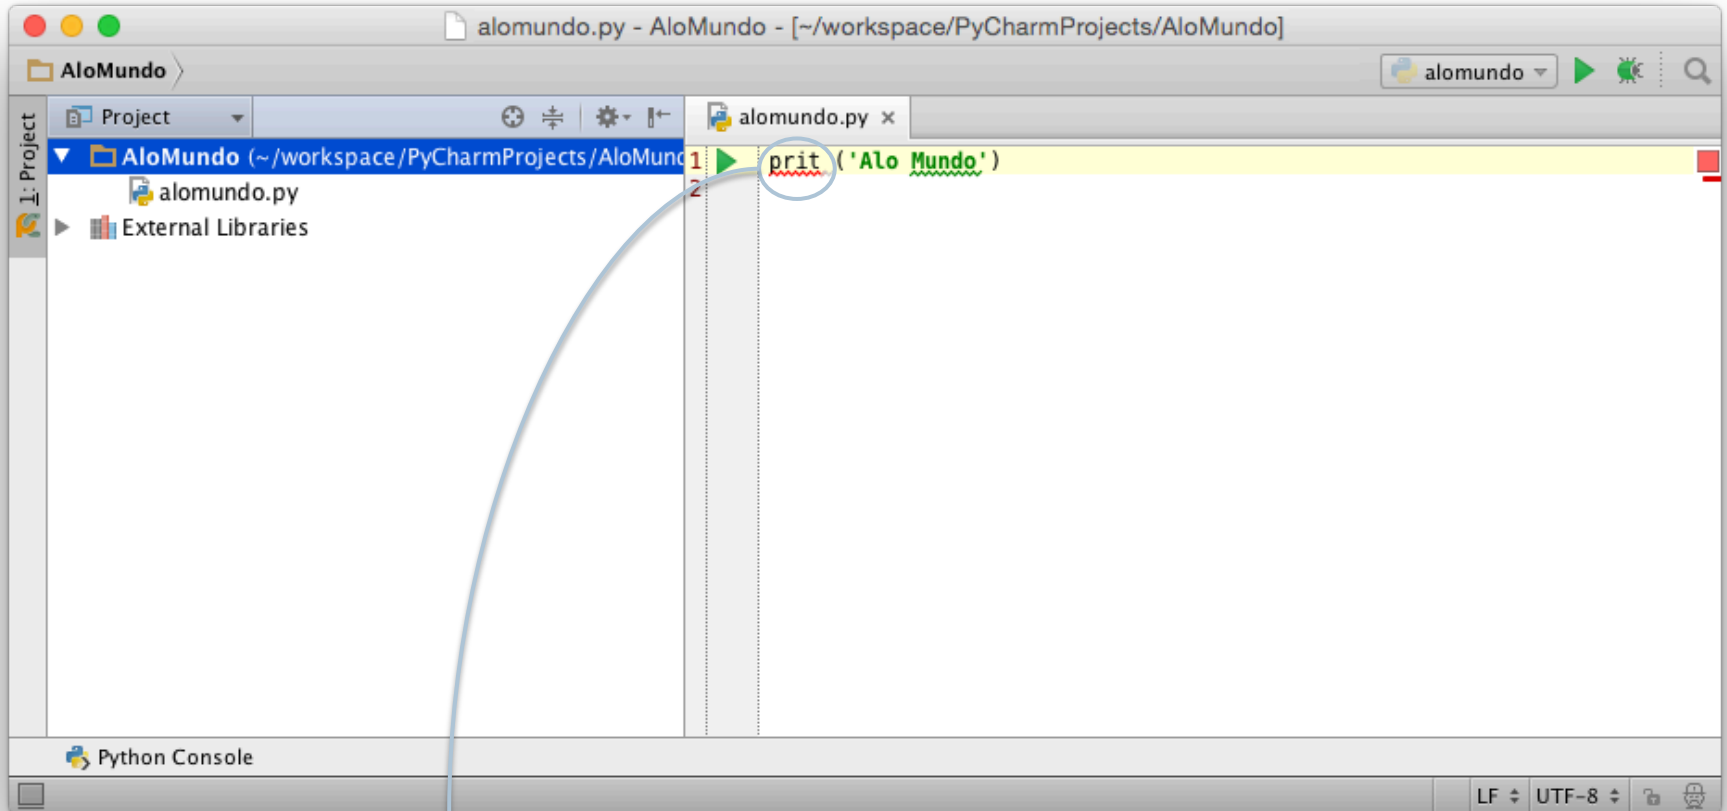 alomundo.py - AloMundo - [~/workspace/PyCharmProjects/AloMundo]
AloMundo
alomundo
1: Project
Project
alomundo.py
AloMundo (~/workspace/PyCharmProjects/AloMund
alomundo.py
External Libraries
1 prit ('Alo Mundo')
2
Python Console
LF UTF-8